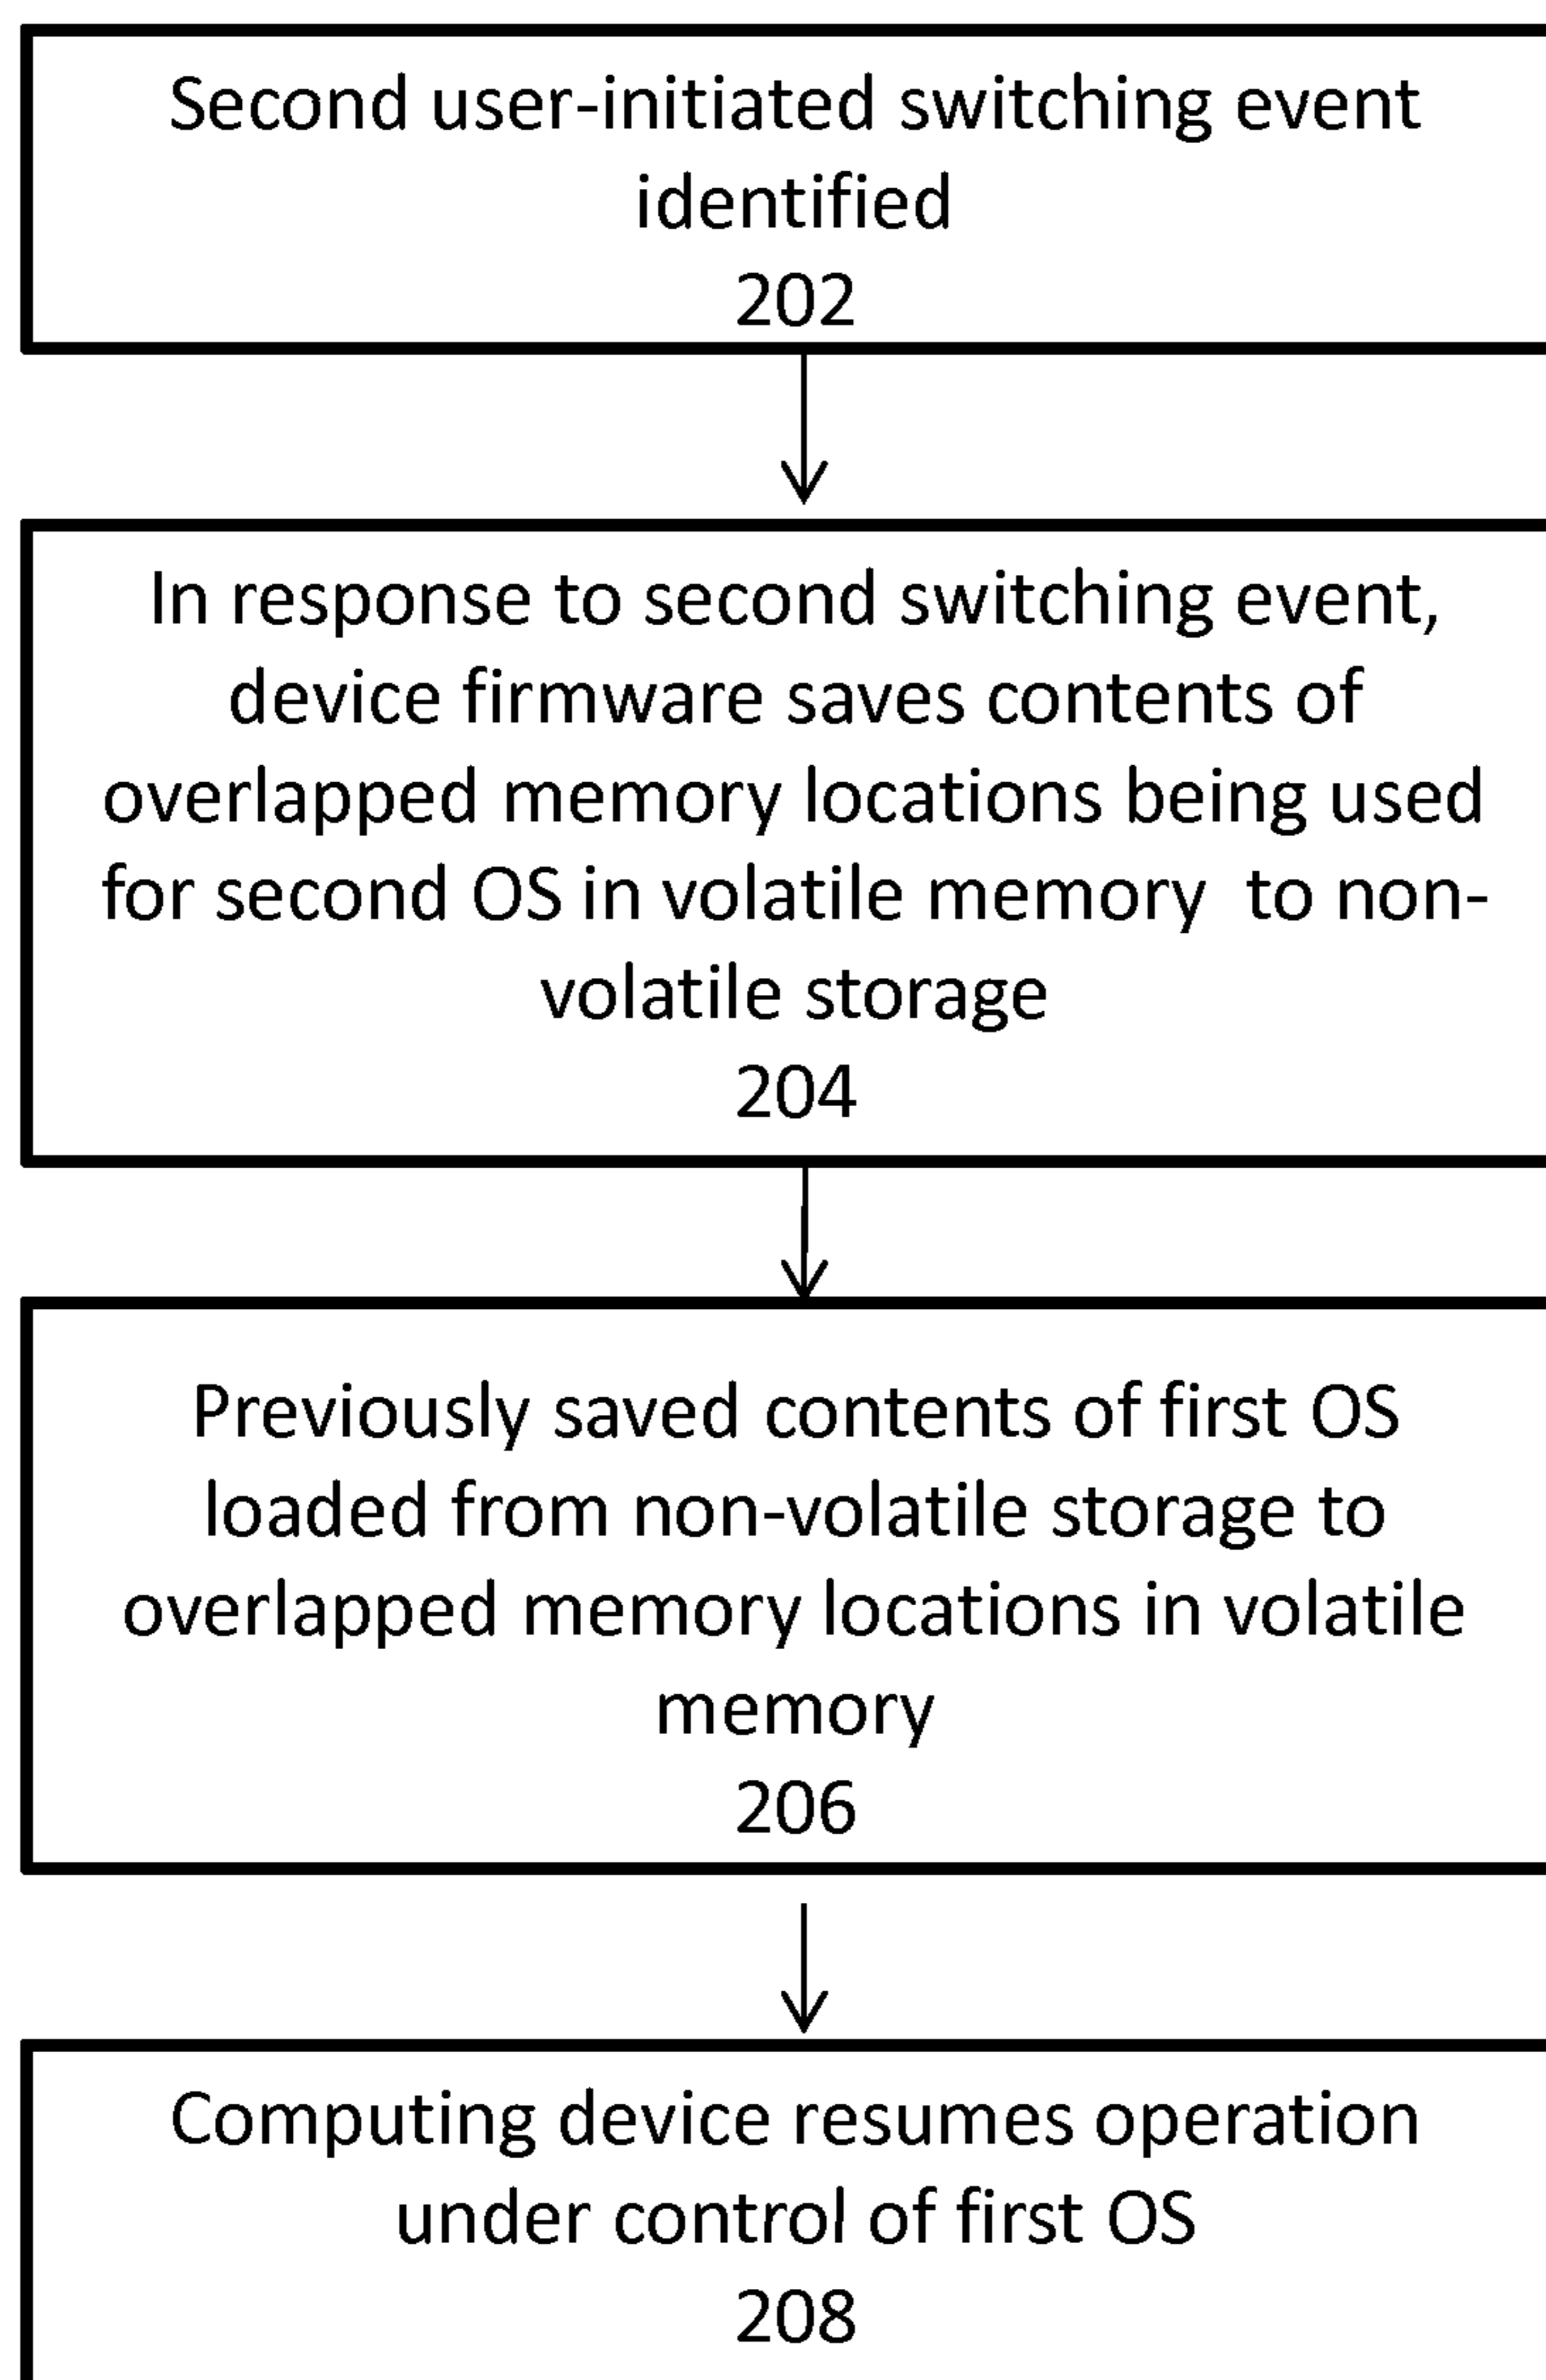 Second user-initiated switching event
identified
202
In response to second switching event,
device firmware saves contents of
overlapped memory locations being used
for second OS in volatile memory  to non-
volatile storage
204
Previously saved contents of first OS
loaded from non-volatile storage to
overlapped memory locations in volatile
memory
206
Computing device resumes operation
under control of first OS
208